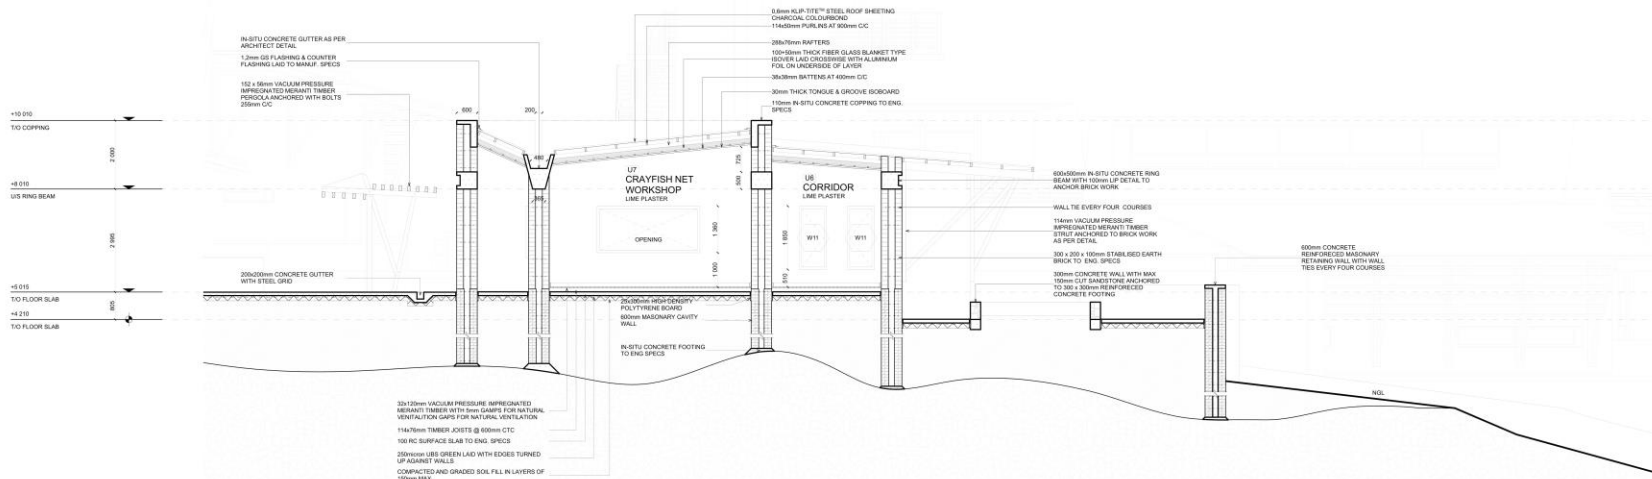 0,6mm KLIP-TITE™ STEEL ROOF SHEETING
CHARCOAL COLOURBOND
114x50mm PURLINS AT 900mm C/C
288x76mm RAFTERS
100+50mm THICK FIBER GLASS BLANKET TYPE
ISOVER LAID CROSSWISE WITH ALUMINIUM
FOIL ON UNDERSIDE OF LAYER
38x38mm BATTENS AT 400mm C/C
30mm THICK TONGUE & GROOVE ISOBOARD
110mm IN-SITU CONCRETE COPPING TO ENG.
SPECS
IN-SITU CONCRETE GUTTER AS PER
ARCHITECT DETAIL
1,2mm GS FLASHING & COUNTER
FLASHING LAID TO MANUF. SPECS
152 x 56mm VACUUM PRESSURE
IMPREGNATED MERANTI TIMBER
PERGOLA ANCHORED WITH BOLTS
255mm C/C
600
200
+10 010
T/O COPPING
2 000
+8 010
U/S RING BEAM
2 995
+5 015
T/O FLOOR SLAB
805
+4 210
T/O FLOOR SLAB
480
365
U7
CRAYFISH NET
WORKSHOP
LIME PLASTER
OPENING
725
500
1 360
1 000
U6
CORRIDOR
LIME PLASTER
W11
W11
510
600x500mm IN-SITU CONCRETE RING
BEAM WITH 100mm LIP DETAIL TO
ANCHOR BRICK WORK
WALL TIE EVERY FOUR COURSES
114mm VACUUM PRESSURE
IMPREGNATED MERANTI TIMBER
STRUT ANCHORED TO BRICK WORK
AS PER DETAIL
300 x 200 x 100mm STABILISED EARTH
BRICK TO ENG. SPECS
300mm CONCRETE WALL WITH MAX
150mm CUT SANDSTONE ANCHORED
TO 300 x 300mm REINFORECED
CONCRETE FOOTING
600mm CONCRETE
REINFORECED MASONARY
RETAINING WALL WITH WALL
TIES EVERY FOUR COURSES
200x200mm CONCRETE GUTTER
WITH STEEL GRID
25x300mm HIGH DENSITY
POLYTYRENE BOARD
600mm MASONARY CAVITY
WALL
IN-SITU CONCRETE FOOTING
TO ENG SPECS
NGL
32x120mm VACUUM PRESSURE IMPREGNATED
MERANTI TIMBER WITH 5mm GAMPS FOR NATURAL
VENITALITION GAPS FOR NATURAL VENTILATION
114x76mm TIMBER JOISTS @ 600mm CTC
100 RC SURFACE SLAB TO ENG. SPECS
250micron UBS GREEN LAID WITH EDGES TURNED
UP AGAINST WALLS
COMPACTED AND GRADED SOIL FILL IN LAYERS OF
150mm MAX